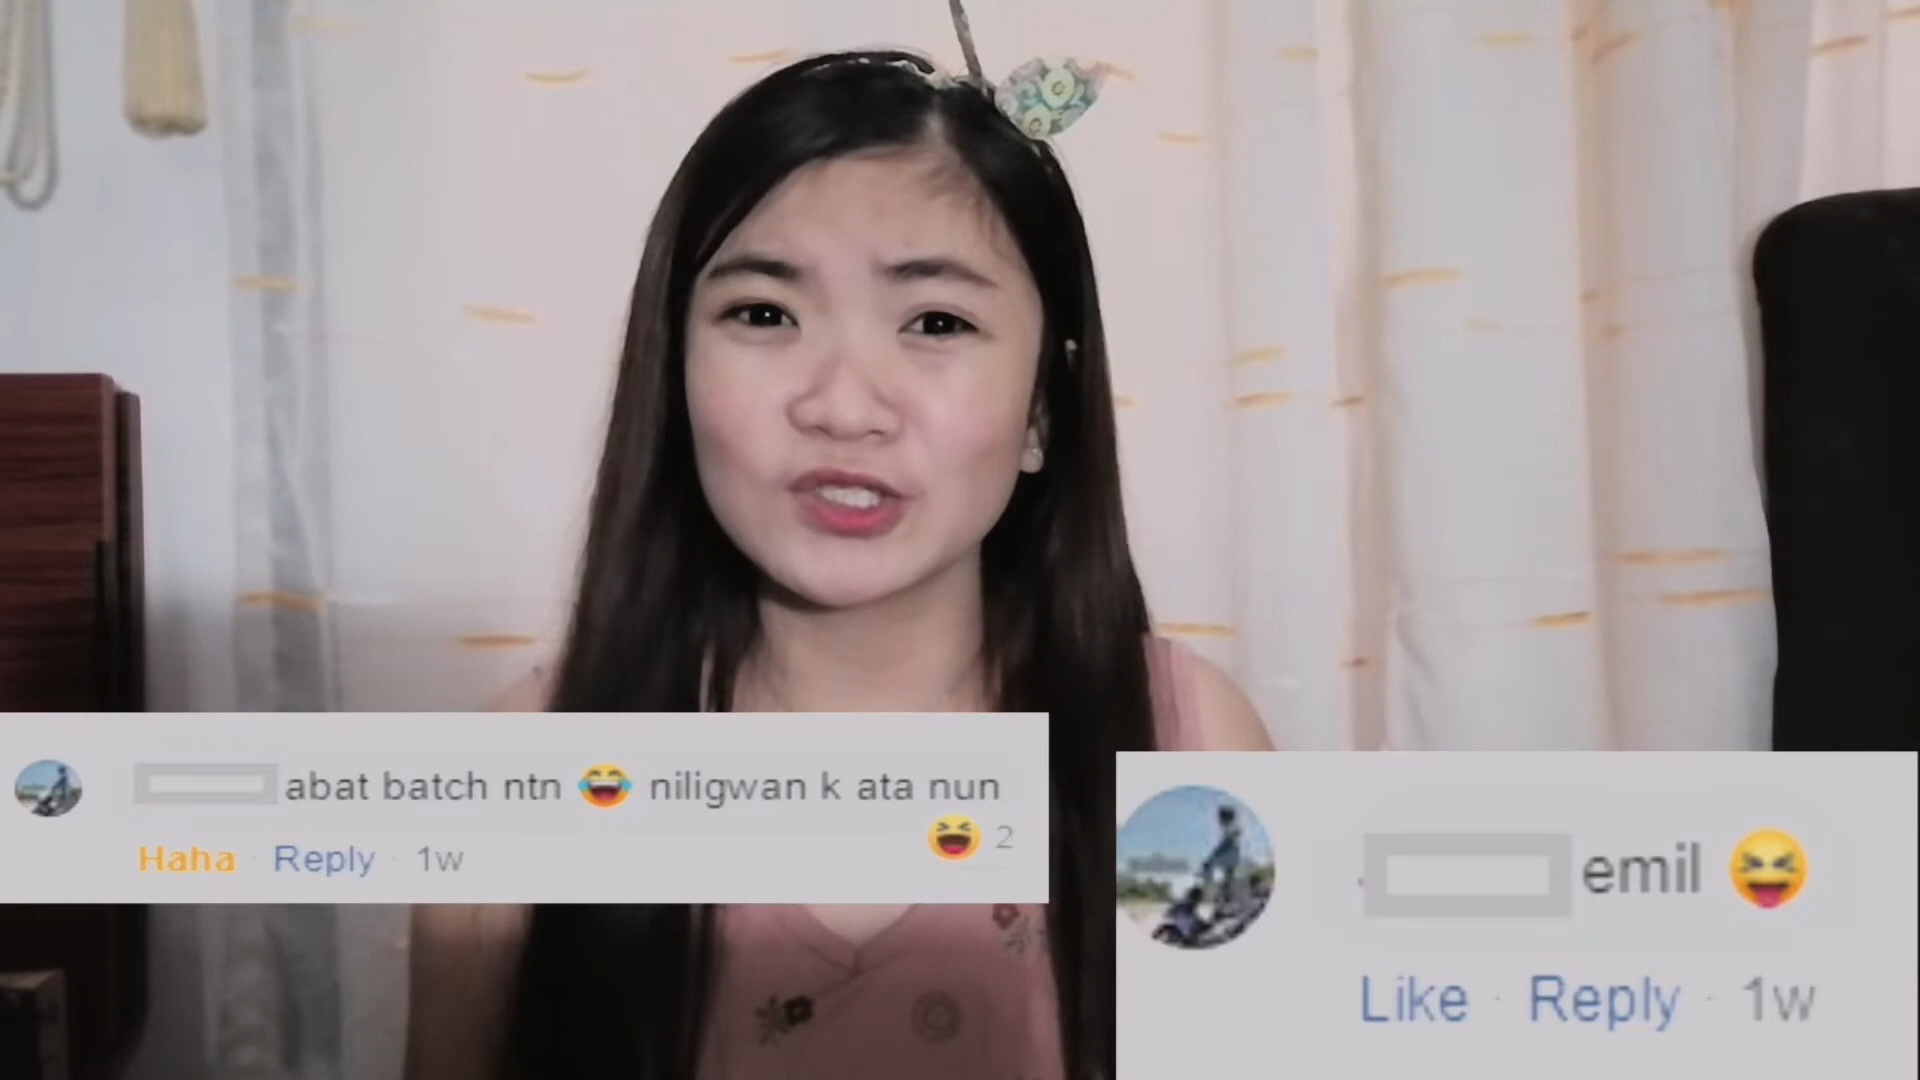 abat batch ntn 😂 niligwan k ata nun
😆 2
Haha · Reply · 1w
emil 😝
Like · Reply · 1w